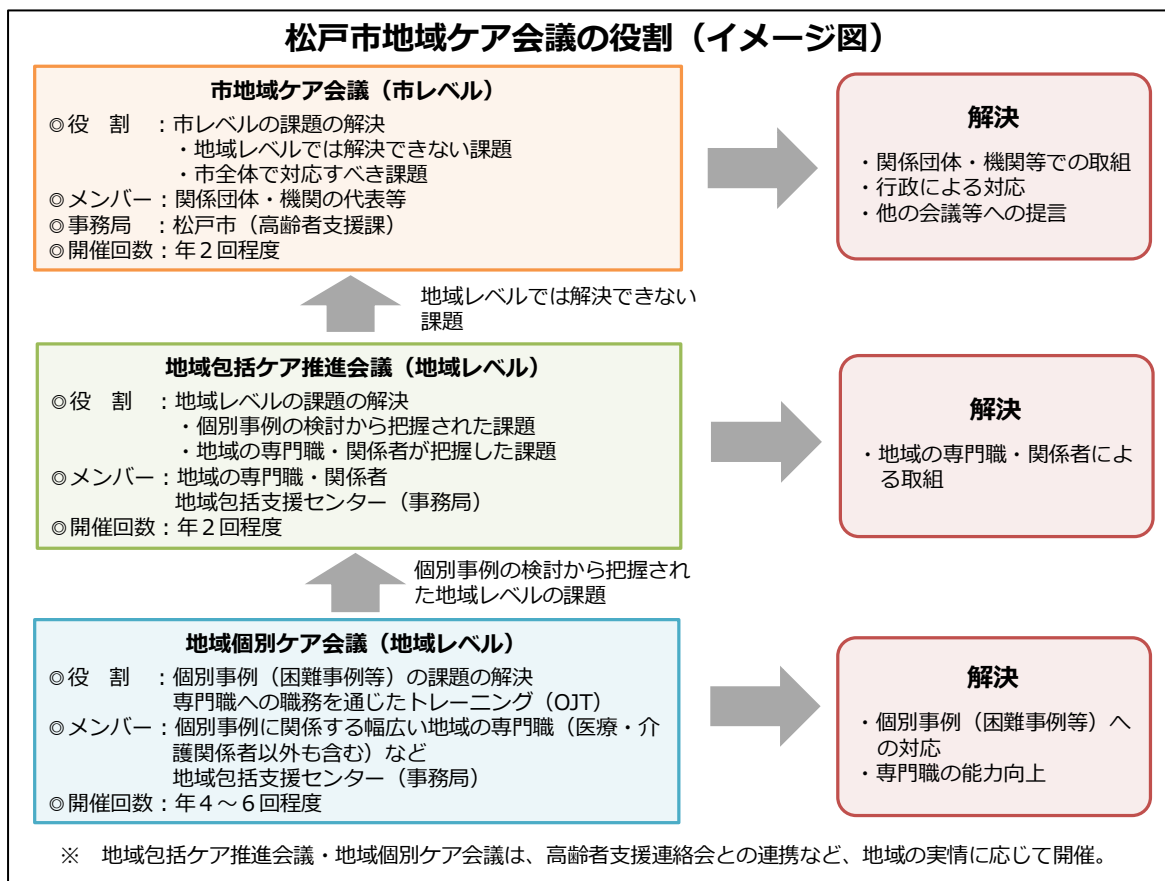 松戸市地域ケア会議の役割（イメージ図）
市地域ケア会議（市レベル）
◎役　割　：市レベルの課題の解決
・地域レベルでは解決できない課題
・市全体で対応すべき課題
◎メンバー：関係団体・機関の代表等
◎事務局　：松戸市（高齢者支援課）
◎開催回数：年２回程度
解決
・関係団体・機関等での取組
・行政による対応
・他の会議等への提言
地域レベルでは解決できない
課題
地域包括ケア推進会議（地域レベル）
◎役　割　：地域レベルの課題の解決
・個別事例の検討から把握された課題
・地域の専門職・関係者が把握した課題
◎メンバー：地域の専門職・関係者
地域包括支援センター（事務局）
◎開催回数：年２回程度
解決
・地域の専門職・関係者によ
る取組
個別事例の検討から把握され
た地域レベルの課題
地域個別ケア会議（地域レベル）
◎役　割　：個別事例（困難事例等）の課題の解決
専門職への職務を通じたトレーニング（OJT）
◎メンバー：個別事例に関係する幅広い地域の専門職（医療・介
護関係者以外も含む）など
地域包括支援センター（事務局）
◎開催回数：年４～６回程度
解決
・個別事例（困難事例等）へ
の対応
・専門職の能力向上
※　地域包括ケア推進会議・地域個別ケア会議は、高齢者支援連絡会との連携など、地域の実情に応じて開催。